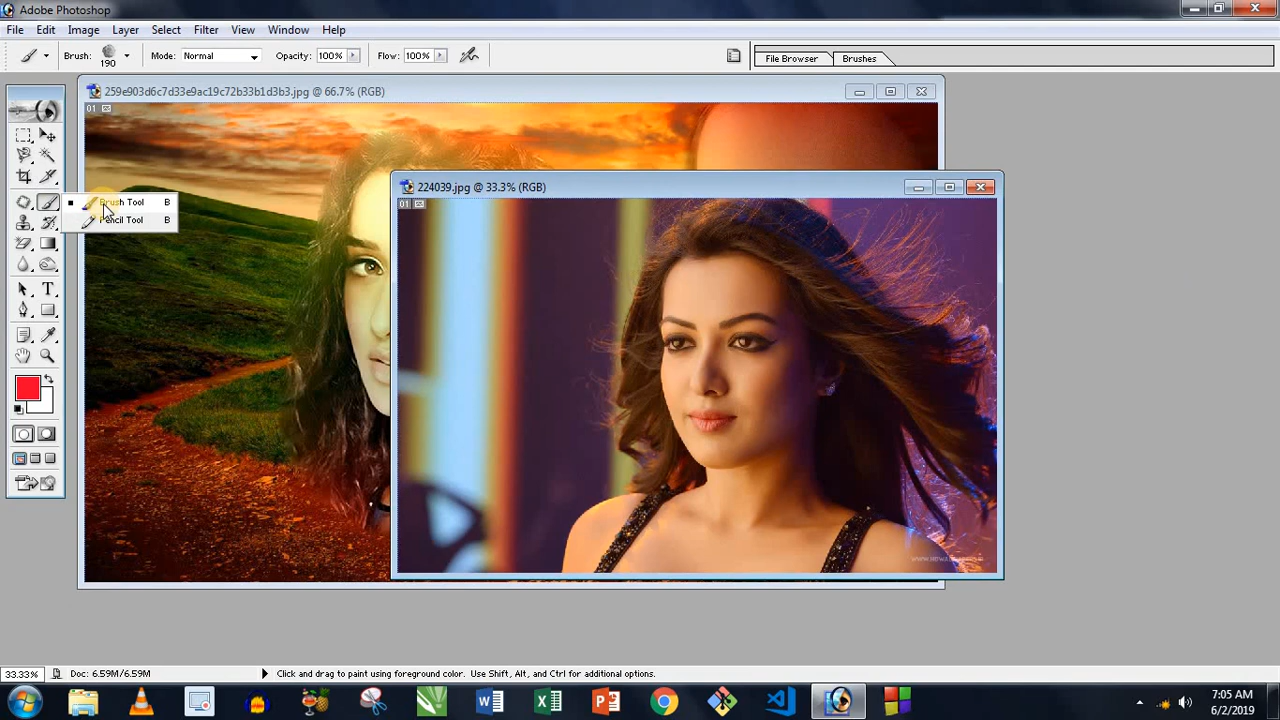 Adobe Photoshop
File Edit Image Layer Select Filter View Window Help
Brush: 190 Mode: Normal Opacity: 100% Flow: 100% File Browser Brushes
259e903d6c7d33e9ac19c72b33b1d3b3.jpg @ 66.7% (RGB)
01
224039.jpg @ 33.3% (RGB)
01
Brush Tool B
Pencil Tool B
T
33.33% Doc: 6.59M/6.59M Click and drag to paint using foreground color. Use Shift, Alt, and Ctrl for additional options.
7:05 AM
6/2/2019